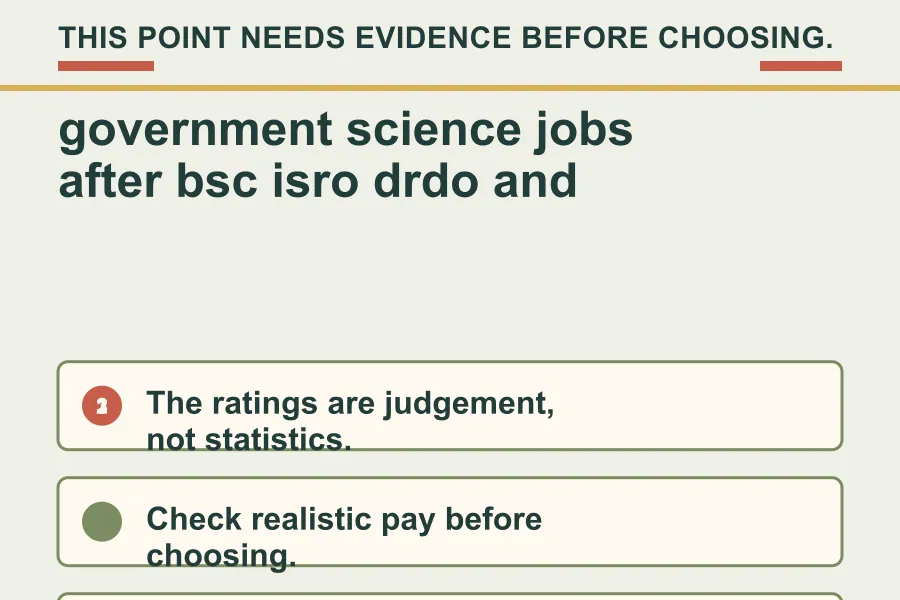 THIS POINT NEEDS EVIDENCE BEFORE CHOOSING.
government science jobs
after bsc isro drdo and
The ratings are judgement,
not statistics.
Check realistic pay before
choosing.